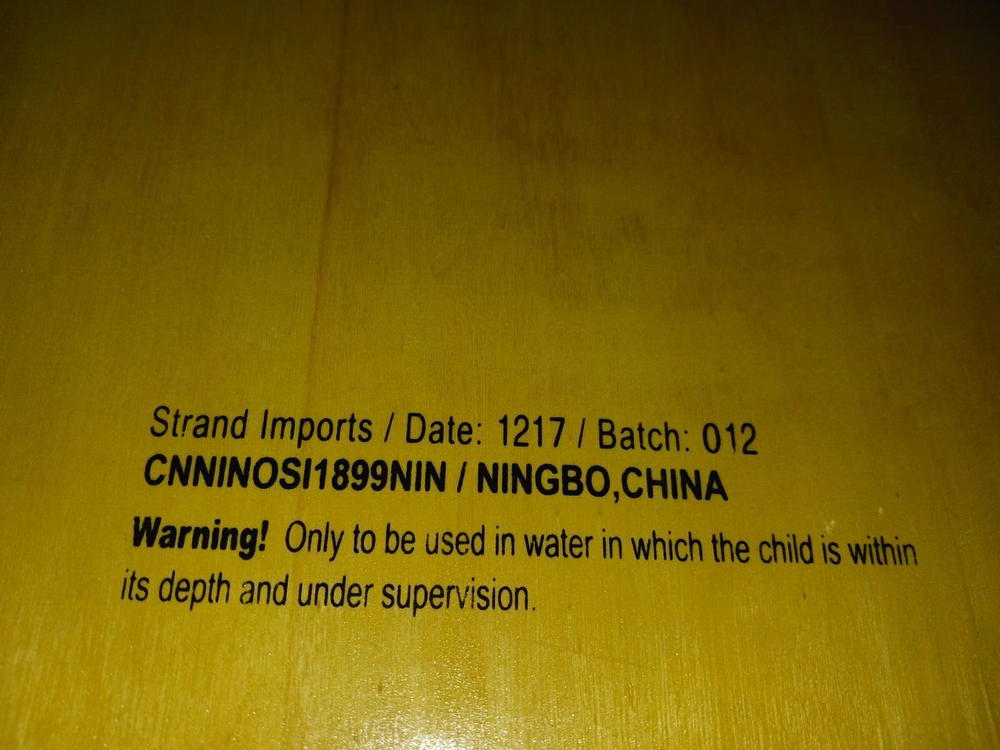 Strand Imports / Date: 1217 / Batch: 012
CNNINOSI1899NIN / NINGBO,CHINA
Warning! Only to be used in water in which the child is within
its depth and under supervision.